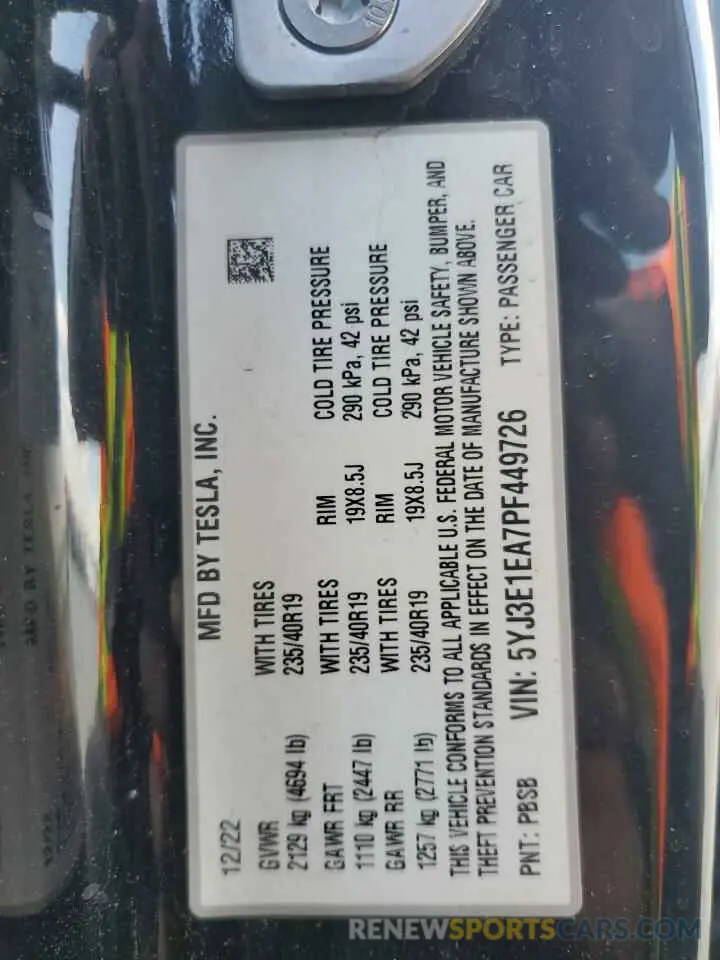 MFD BY TESLA, INC.
12/22
GVWR WITH TIRES
2129 kg (4694 lb) 235/40R19
GAWR FRT WITH TIRES RIM COLD TIRE PRESSURE
1110 kg (2447 lb) 235/40R19 19X8.5J 290 kPa, 42 psi
GAWR RR WITH TIRES RIM COLD TIRE PRESSURE
1257 kg (2771 lb) 235/40R19 19X8.5J 290 kPa, 42 psi
THIS VEHICLE CONFORMS TO ALL APPLICABLE U.S. FEDERAL MOTOR VEHICLE SAFETY, BUMPER, AND
THEFT PREVENTION STANDARDS IN EFFECT ON THE DATE OF MANUFACTURE SHOWN ABOVE.
PNT: PBSB VIN: 5YJ3E1EA7PF449726 TYPE: PASSENGER CAR
RENEWSPORTSCARS.COM